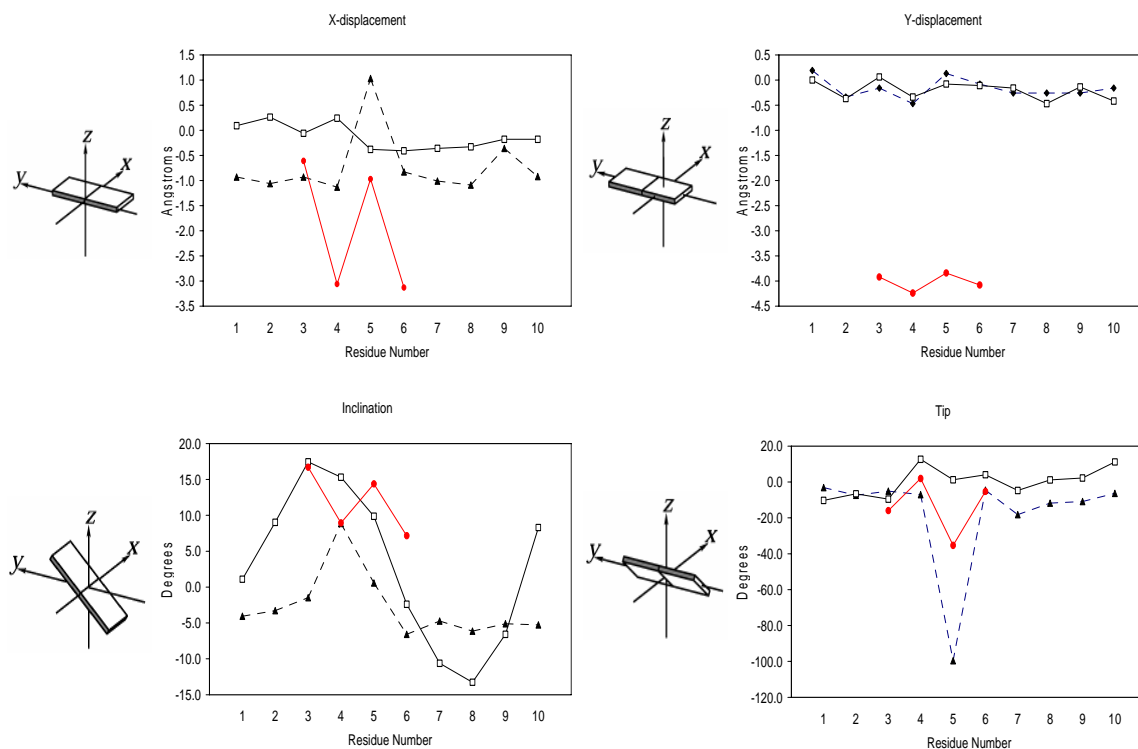 X-displacement
Angstroms
1.5
1.0
0.5
0.0
-0.5
-1.0
-1.5
-2.0
-2.5
-3.0
-3.5
1 2 3 4 5 6 7 8 9 10
Residue Number
z
y
x
Y-displacement
Angstroms
0.5
0.0
-0.5
-1.0
-1.5
-2.0
-2.5
-3.0
-3.5
-4.0
-4.5
1 2 3 4 5 6 7 8 9 10
Residue Number
z
y
x
Inclination
Degrees
20.0
15.0
10.0
5.0
0.0
-5.0
-10.0
-15.0
1 2 3 4 5 6 7 8 9 10
Residue Number
z
y
x
Tip
Degrees
20.0
0.0
-20.0
-40.0
-60.0
-80.0
-100.0
-120.0
1 2 3 4 5 6 7 8 9 10
Residue Number
z
y
x